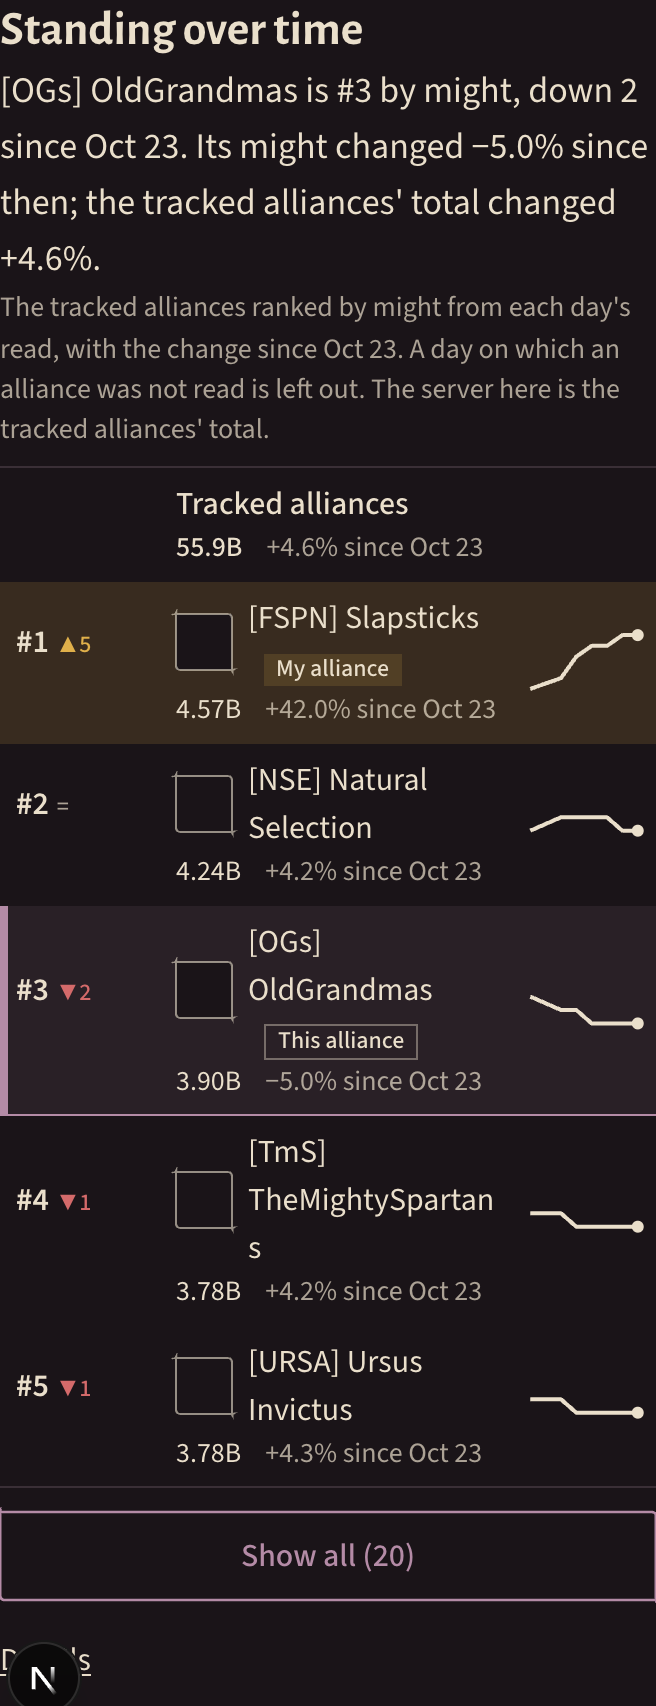 Standing over time
[OGs] OldGrandmas is #3 by might, down 2
since Oct 23. Its might changed −5.0% since
then; the tracked alliances' total changed
+4.6%.
The tracked alliances ranked by might from each day's
read, with the change since Oct 23. A day on which an
alliance was not read is left out. The server here is the
tracked alliances' total.
Tracked alliances
55.9B +4.6% since Oct 23
#1 ▲5 [FSPN] Slapsticks
My alliance
4.57B +42.0% since Oct 23
#2 = [NSE] Natural
Selection
4.24B +4.2% since Oct 23
[OGs]
#3 ▼2 OldGrandmas
This alliance
3.90B −5.0% since Oct 23
[TmS]
#4 ▼1 TheMightySpartan
s
3.78B +4.2% since Oct 23
#5 ▼1 [URSA] Ursus
Invictus
3.78B +4.3% since Oct 23
Show all (20)
N